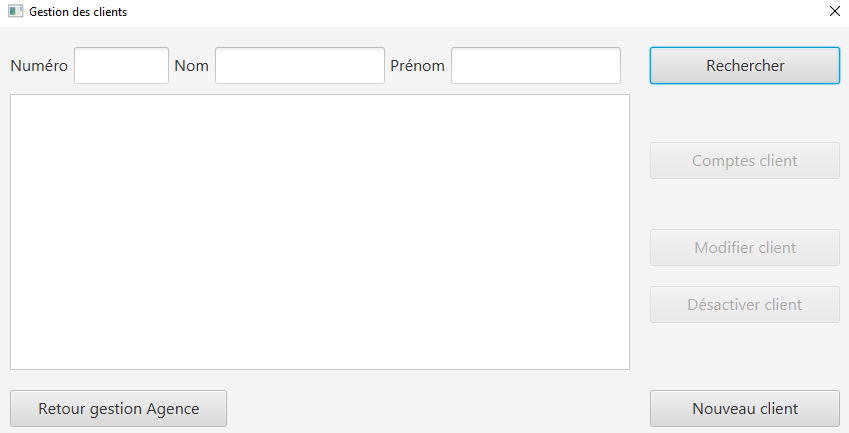 Gestion des clients
Numéro Nom Prénom Rechercher
Comptes client
Modifier client
Désactiver client
Retour gestion Agence Nouveau client